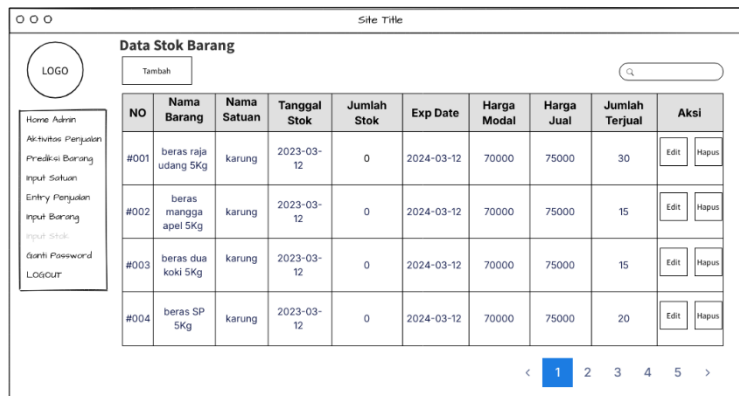 Site Title
LOGO
Home Admin
Aktivitas Penjualan
Prediksi Barang
Input Satuan
Entry Penjualan
Input Barang
Input Stok
Ganti Password
LOGOUT
Data Stok Barang
Tambah
NO Nama Barang Nama Satuan Tanggal Stok Jumlah Stok Exp Date Harga Modal Harga Jual Jumlah Terjual Aksi
#001 beras raja udang 5Kg karung 2023-03-12 0 2024-03-12 70000 75000 30 Edit Hapus
#002 beras mangga apel 5Kg karung 2023-03-12 0 2024-03-12 70000 75000 15 Edit Hapus
#003 beras dua koki 5Kg karung 2023-03-12 0 2024-03-12 70000 75000 15 Edit Hapus
#004 beras SP 5Kg karung 2023-03-12 0 2024-03-12 70000 75000 20 Edit Hapus
< 1 2 3 4 5 >